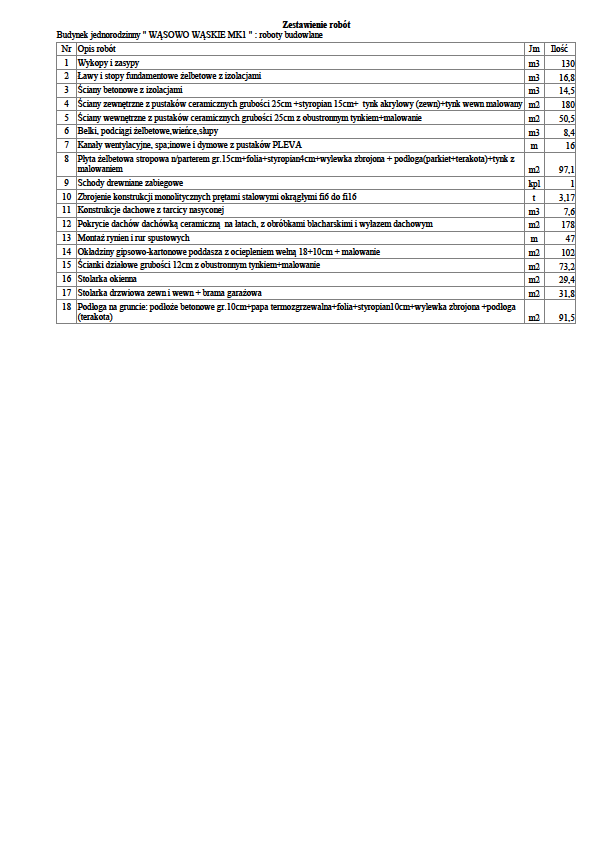 Zestawienie robót
Budynek jednorodzinny " WĄSOWO WĄSKIE MK1 " : roboty budowlane
Nr Opis robót Jm Ilość
1 Wykopy i zasypy m3 130
2 Ławy i stopy fundamentowe żelbetowe z izolacjami m3 16,8
3 Ściany betonowe z izolacjami m3 14,5
4 Ściany zewnętrzne z pustaków ceramicznych grubości 25cm +styropian 15cm+ tynk akrylowy (zewn)+tynk wewn malowany m2 180
5 Ściany wewnętrzne z pustaków ceramicznych grubości 25cm z obustronnym tynkiem+malowanie m2 50,5
6 Belki, podciągi żelbetowe,wieńce,słupy m3 8,4
7 Kanały wentylacyjne, spa;inowe i dymowe z pustaków PLEVA m 16
8 Płyta żelbetowa stropowa n/parterem gr.15cm+folia+styropian4cm+wylewka zbrojona + podłoga(parkiet+terakota)+tynk z
malowaniem m2 97,1
9 Schody drewniane zabiegowe kpl 1
10 Zbrojenie konstrukcji monolitycznych prętami stalowymi okrągłymi fi6 do fi16 t 3,17
11 Konstrukcje dachowe z tarcicy nasyconej m3 7,6
12 Pokrycie dachów dachówką ceramiczną na łatach, z obróbkami blacharskimi i wyłazem dachowym m2 178
13 Montaż rynien i rur spustowych m 47
14 Okładziny gipsowo-kartonowe poddasza z ociepleniem wełną 18+10cm + malowanie m2 102
15 Ścianki działowe grubości 12cm z obustronnym tynkiem+malowanie m2 73,2
16 Stolarka okienna m2 29,4
17 Stolarka drzwiowa zewn i wewn + brama garażowa m2 31,8
18 Podłoga na gruncie: podłoże betonowe gr.10cm+papa termozgrzewalna+folia+styropian10cm+wylewka zbrojona +podłoga
(terakota) m2 91,5